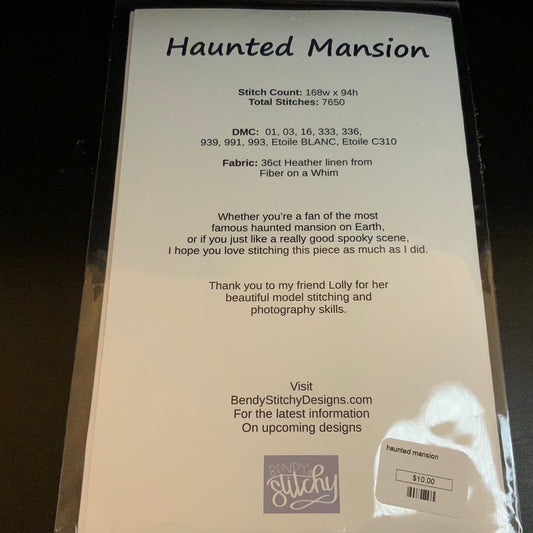 Haunted Mansion
Stitch Count: 168w x 94h
Total Stitches: 7650
DMC: 01, 03, 16, 333, 336,
939, 991, 993, Etoile BLANC, Etoile C310
Fabric: 36ct Heather linen from
Fiber on a Whim
Whether you're a fan of the most
famous haunted mansion on Earth,
or if you just like a really good spooky scene,
I hope you love stitching this piece as much as I did.
Thank you to my friend Lolly for her
beautiful model stitching and
photography skills.
Visit
BendyStitchyDesigns.com
For the latest information
On upcoming designs
BENDY
Stitchy
haunted mansion
$10.00